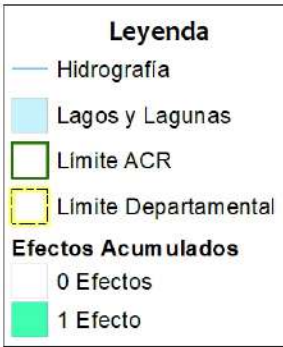 Leyenda
Hidrografía
Lagos y Lagunas
Límite ACR
Límite Departamental
Efectos Acumulados
0 Efectos
1 Efecto